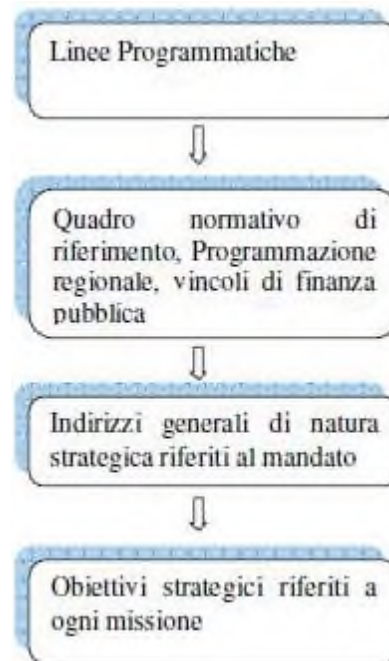 Linee Programmatiche
Quadro normativo di
riferimento, Programmazione
regionale, vincoli di finanza
pubblica
Indirizzi generali di natura
strategica riferiti al mandato
Obiettivi strategici riferiti a
ogni missione